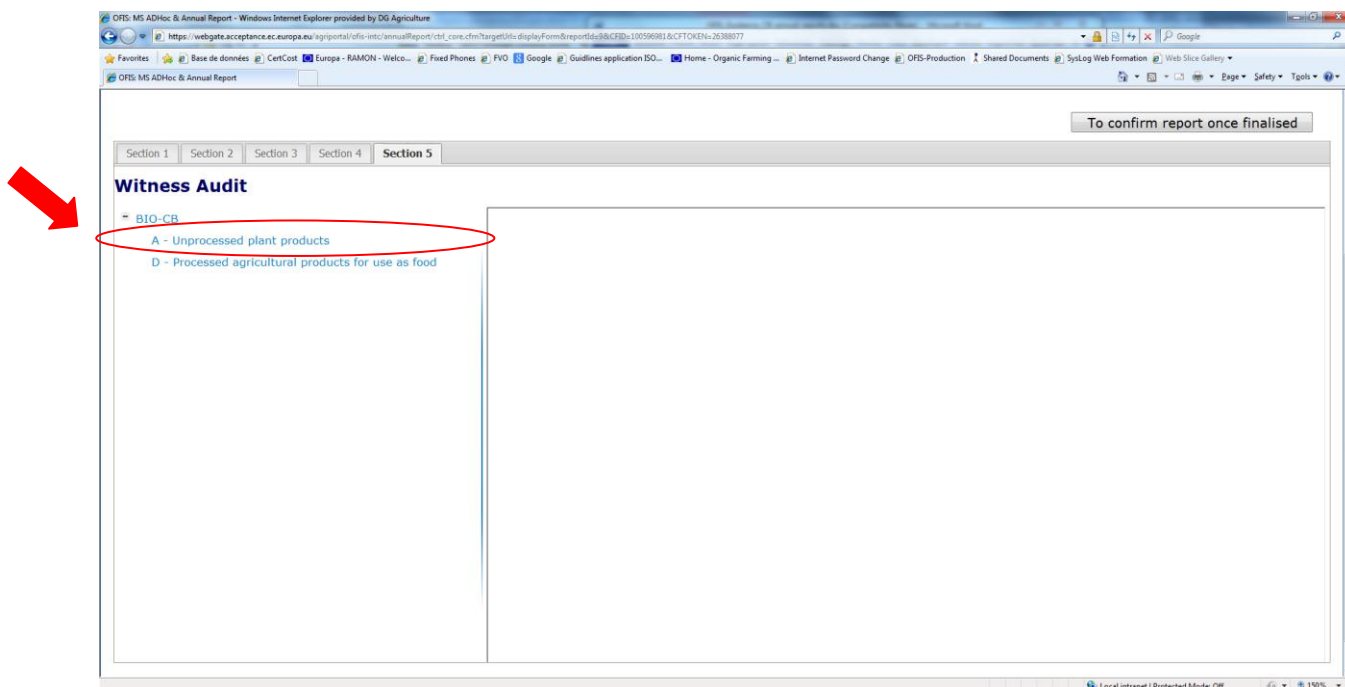 OFIS: MS ADHoc & Annual Report - Windows Internet Explorer provided by DG Agriculture
https://webgate.acceptance.ec.europa.eu/agriportal/ofis-intc/annualReport/ctrl_core.cfm?targetUrl=displayForm&reportId=9&CFID=100596981&CFTOKEN=26388077
Google
Favorites Base de données CertCost Europa - RAMON - Welco... Fixed Phones FVO Google Guidlines application ISO... Home - Organic Farming ... Internet Password Change OFIS-Production Shared Documents SysLog Web Formation Web Slice Gallery
OFIS: MS ADHoc & Annual Report Page Safety Tools
To confirm report once finalised
Section 1 Section 2 Section 3 Section 4 Section 5
Witness Audit
BIO-CB
A - Unprocessed plant products
D - Processed agricultural products for use as food
Local intranet | Protected Mode: Off 150%